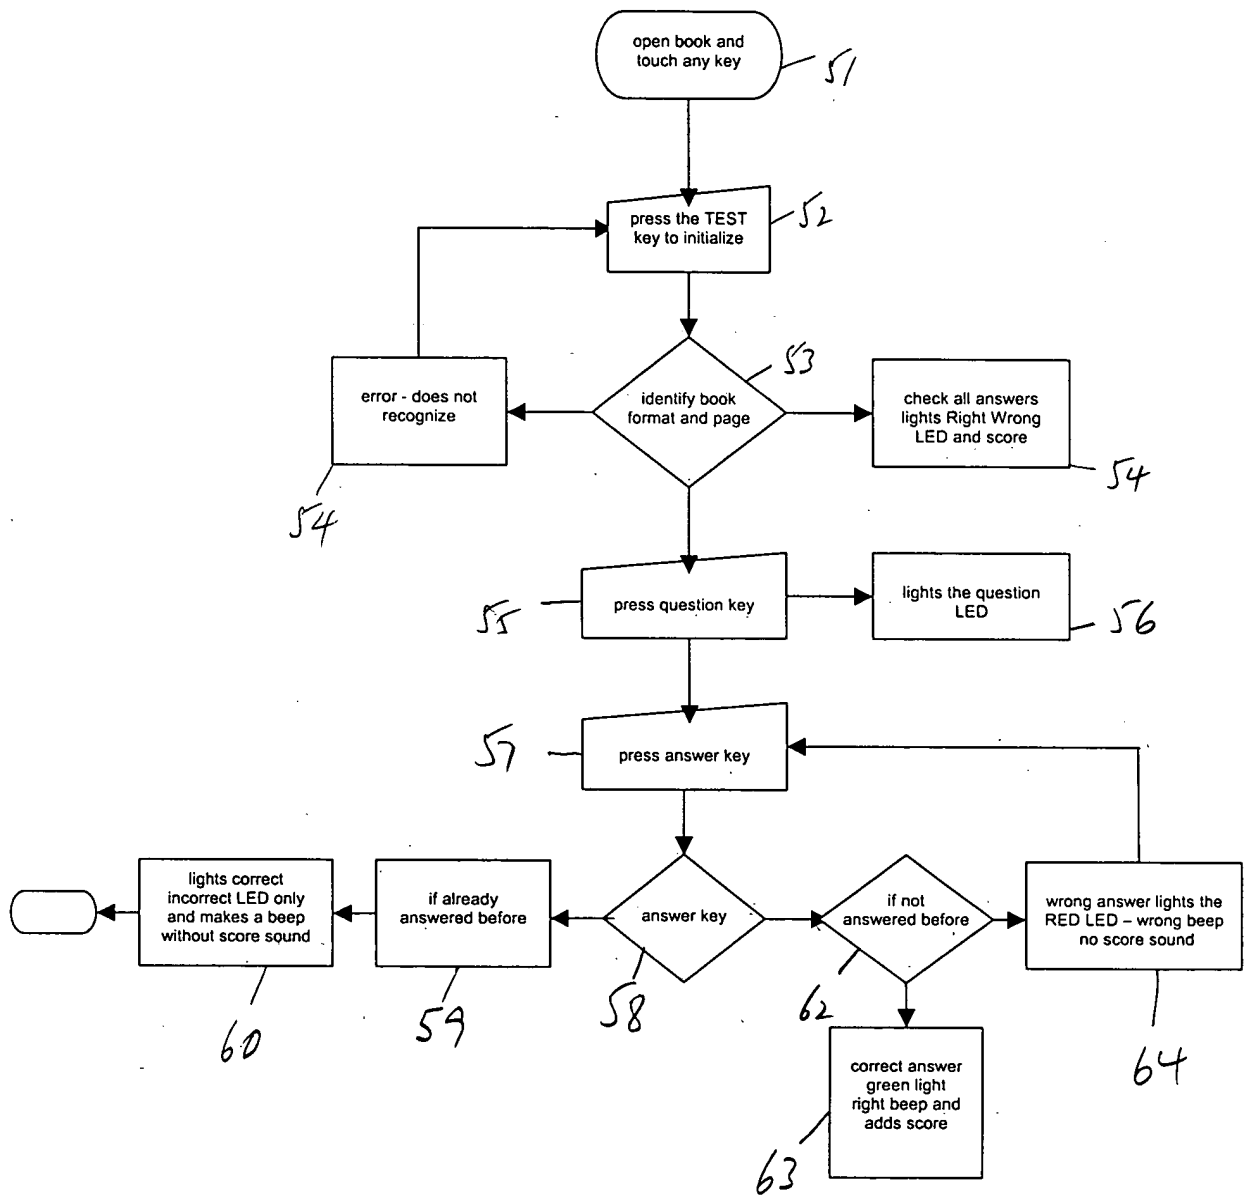 open book and
touch any key
51
press the TEST
key to initialize
52
error - does not
recognize
54
identify book
format and page
53
check all answers
lights Right Wrong
LED and score
54
press question key
55
lights the question
LED
56
press answer key
57
lights correct
incorrect LED only
and makes a beep
without score sound
60
if already
answered before
59
answer key
58
if not
answered before
62
wrong answer lights the
RED LED – wrong beep
no score sound
64
correct answer
green light
right beep and
adds score
63